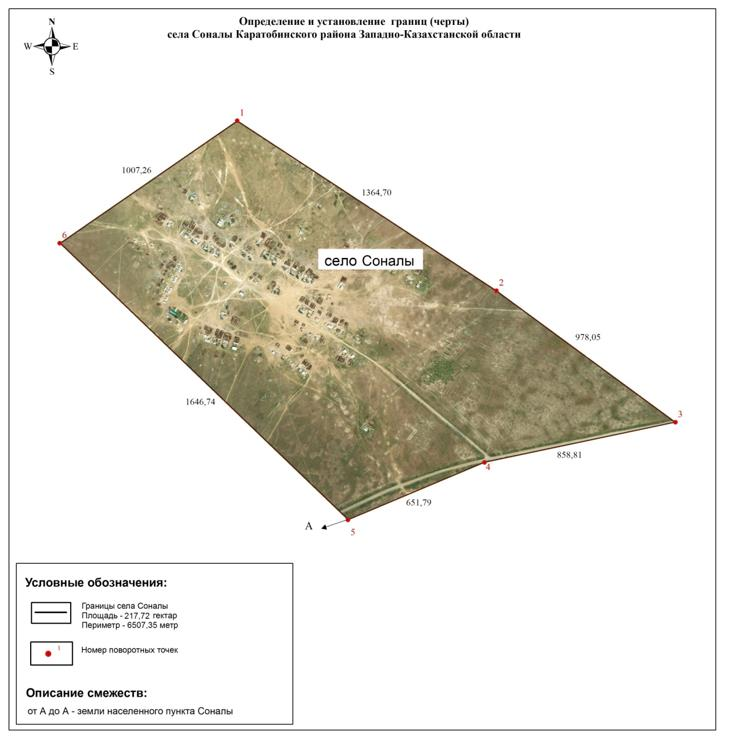 Определение и установление границ (черты)
села Соналы Каратобинского района Западно-Казахстанской области
N
W E
S
1
1007,26
1364,70
6
село Соналы
2
978,05
1646,74
3
858,81
4
651,79
A
5
Условные обозначения:
Границы села Соналы
Площадь - 217,72 гектар
Периметр - 6507,35 метр
1
Номер поворотных точек
Описание смежеств:
от А до А - земли населенного пункта Соналы